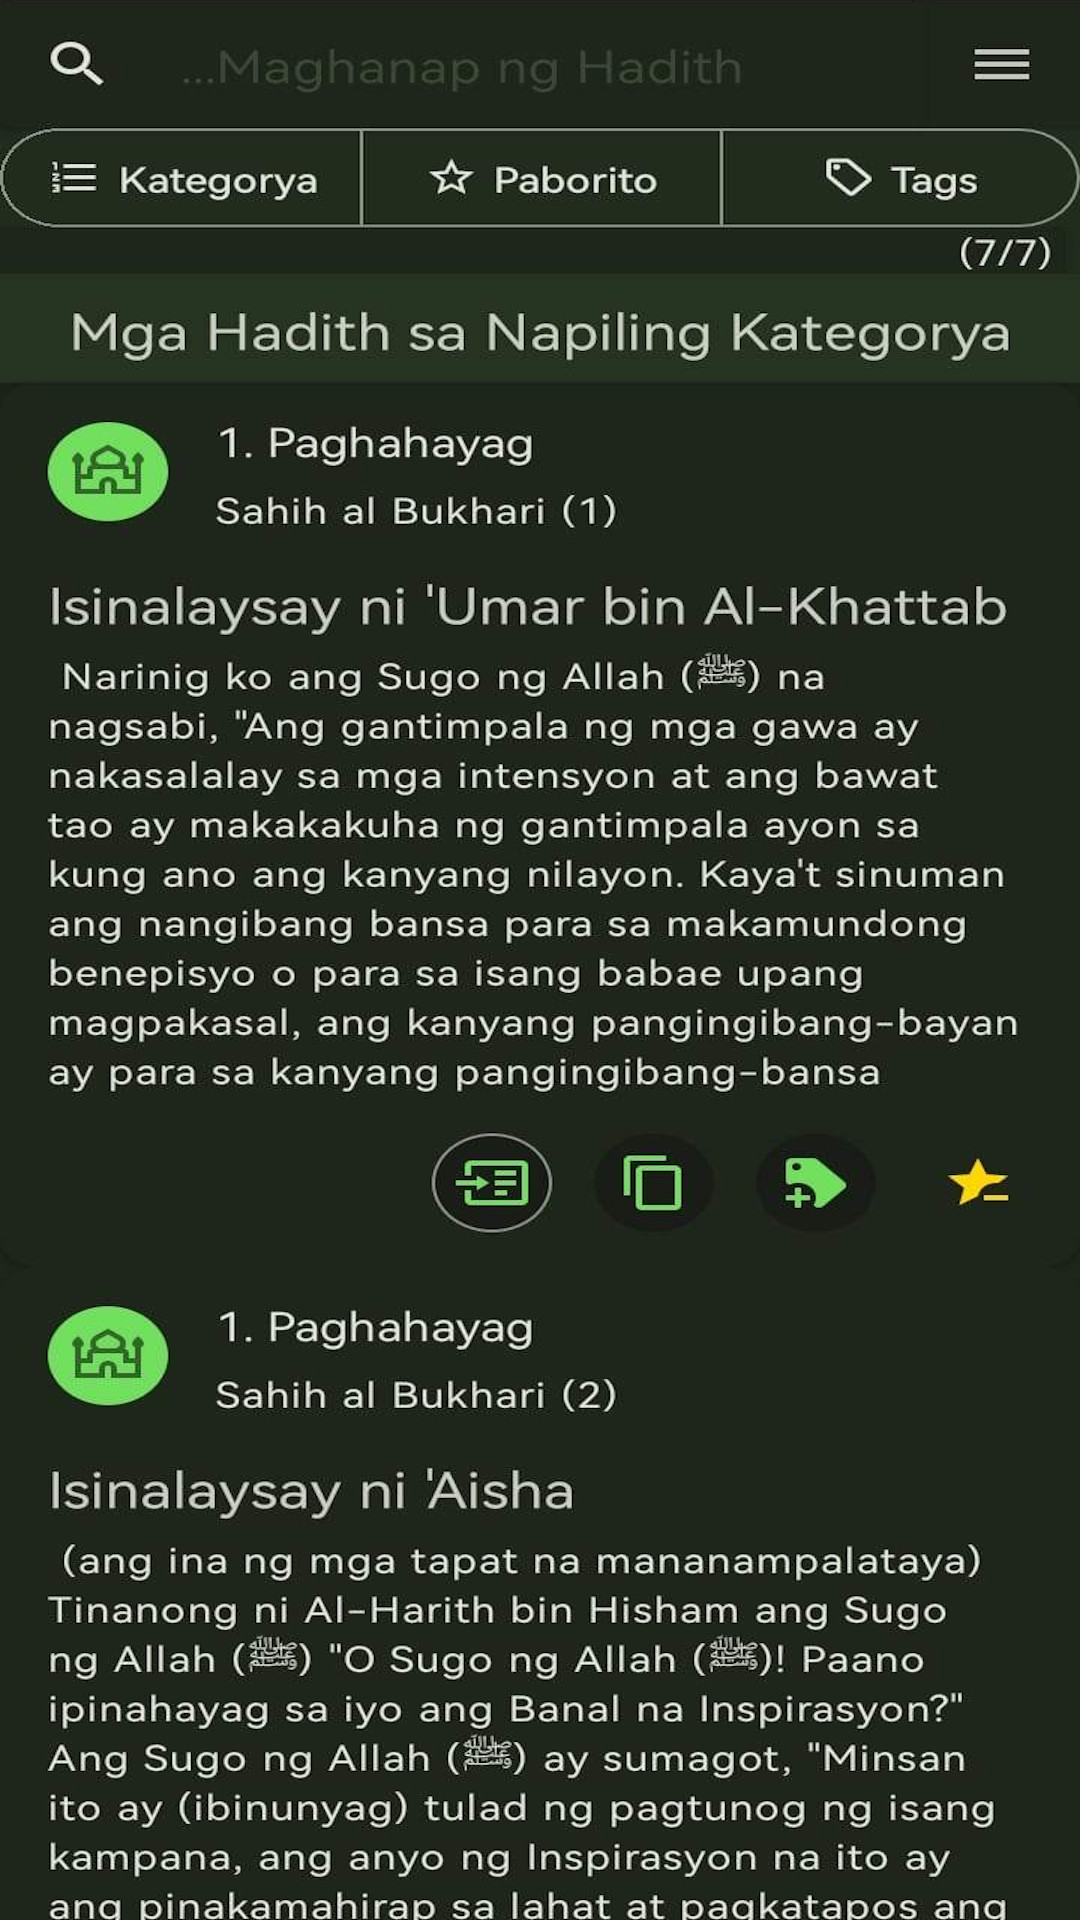 ...Maghanap ng Hadith
Kategorya
Paborito
Tags
(7/7)
Mga Hadith sa Napiling Kategorya
1. Paghahayag
Sahih al Bukhari (1)
Isinalaysay ni 'Umar bin Al-Khattab
Narinig ko ang Sugo ng Allah (ﷺ) na
nagsabi, "Ang gantimpala ng mga gawa ay
nakasalalay sa mga intensyon at ang bawat
tao ay makakakuha ng gantimpala ayon sa
kung ano ang kanyang nilayon. Kaya't sinuman
ang nangibang bansa para sa makamundong
benepisyo o para sa isang babae upang
magpakasal, ang kanyang pangingibang-bayan
ay para sa kanyang pangingibang-bansa
1. Paghahayag
Sahih al Bukhari (2)
Isinalaysay ni 'Aisha
(ang ina ng mga tapat na mananampalataya)
Tinanong ni Al-Harith bin Hisham ang Sugo
ng Allah (ﷺ) "O Sugo ng Allah (ﷺ)! Paano
ipinahayag sa iyo ang Banal na Inspirasyon?"
Ang Sugo ng Allah (ﷺ) ay sumagot, "Minsan
ito ay (ibinunyag) tulad ng pagtunog ng isang
kampana, ang anyo ng Inspirasyon na ito ay
ang pinakamahirap sa lahat at pagkatapos ang